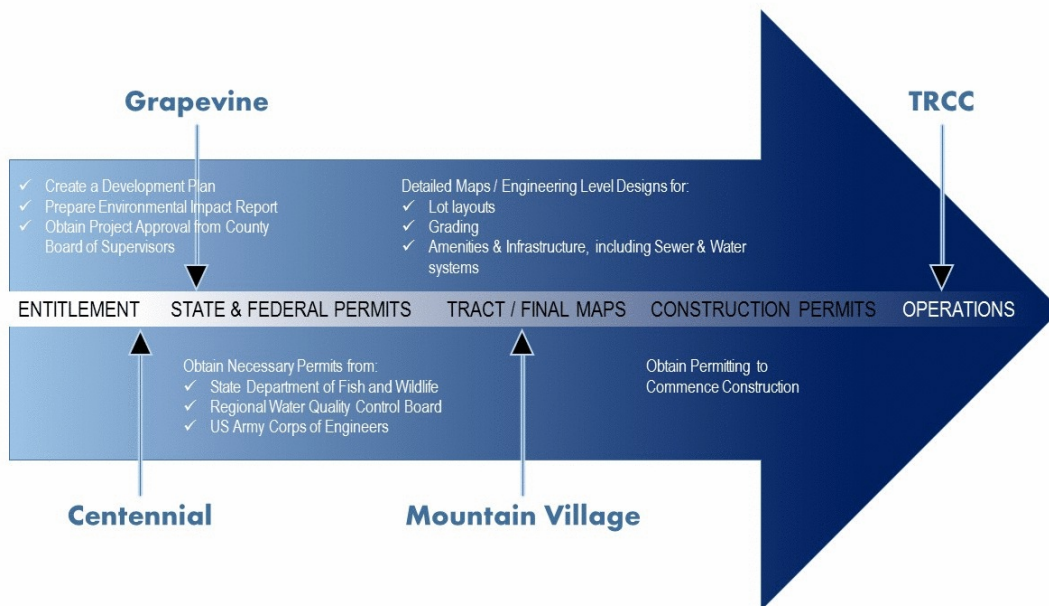 Grapevine
TRCC
✓ Create a Development Plan
✓ Prepare Environmental Impact Report
✓ Obtain Project Approval from County
Board of Supervisors
Detailed Maps / Engineering Level Designs for:
✓ Lot layouts
✓ Grading
✓ Amenities & Infrastructure, including Sewer & Water
systems
ENTITLEMENT
STATE & FEDERAL PERMITS
TRACT / FINAL MAPS
CONSTRUCTION PERMITS
OPERATIONS
Obtain Necessary Permits from:
✓ State Department of Fish and Wildlife
✓ Regional Water Quality Control Board
✓ US Army Corps of Engineers
Obtain Permitting to
Commence Construction
Centennial
Mountain Village